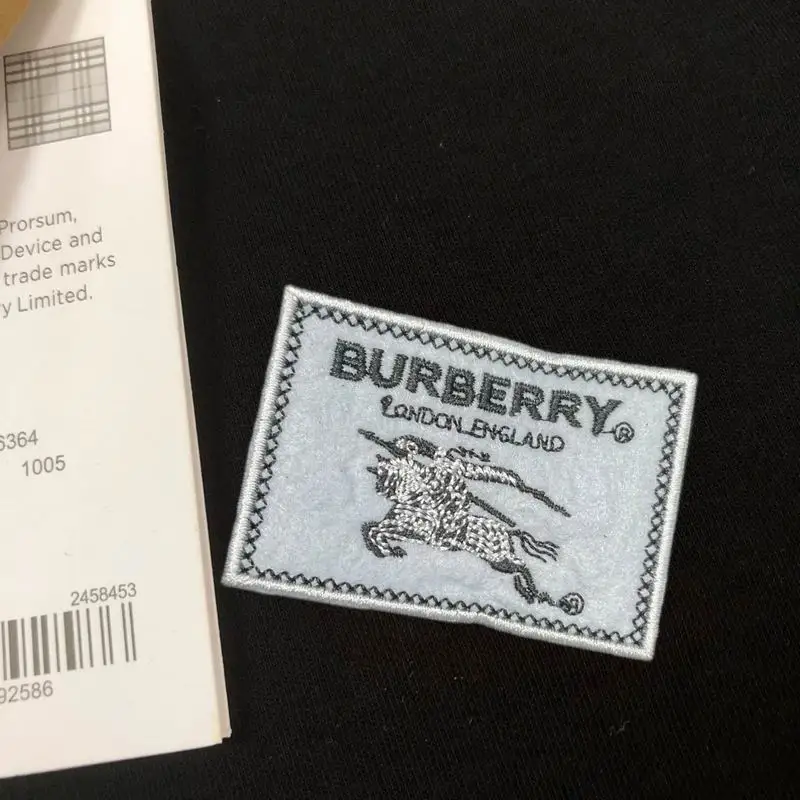 Prorsum,
Device and
trade marks
y Limited.
6364
1005
2458453
92586
BURBERRY®
LONDON ENGLAND
®